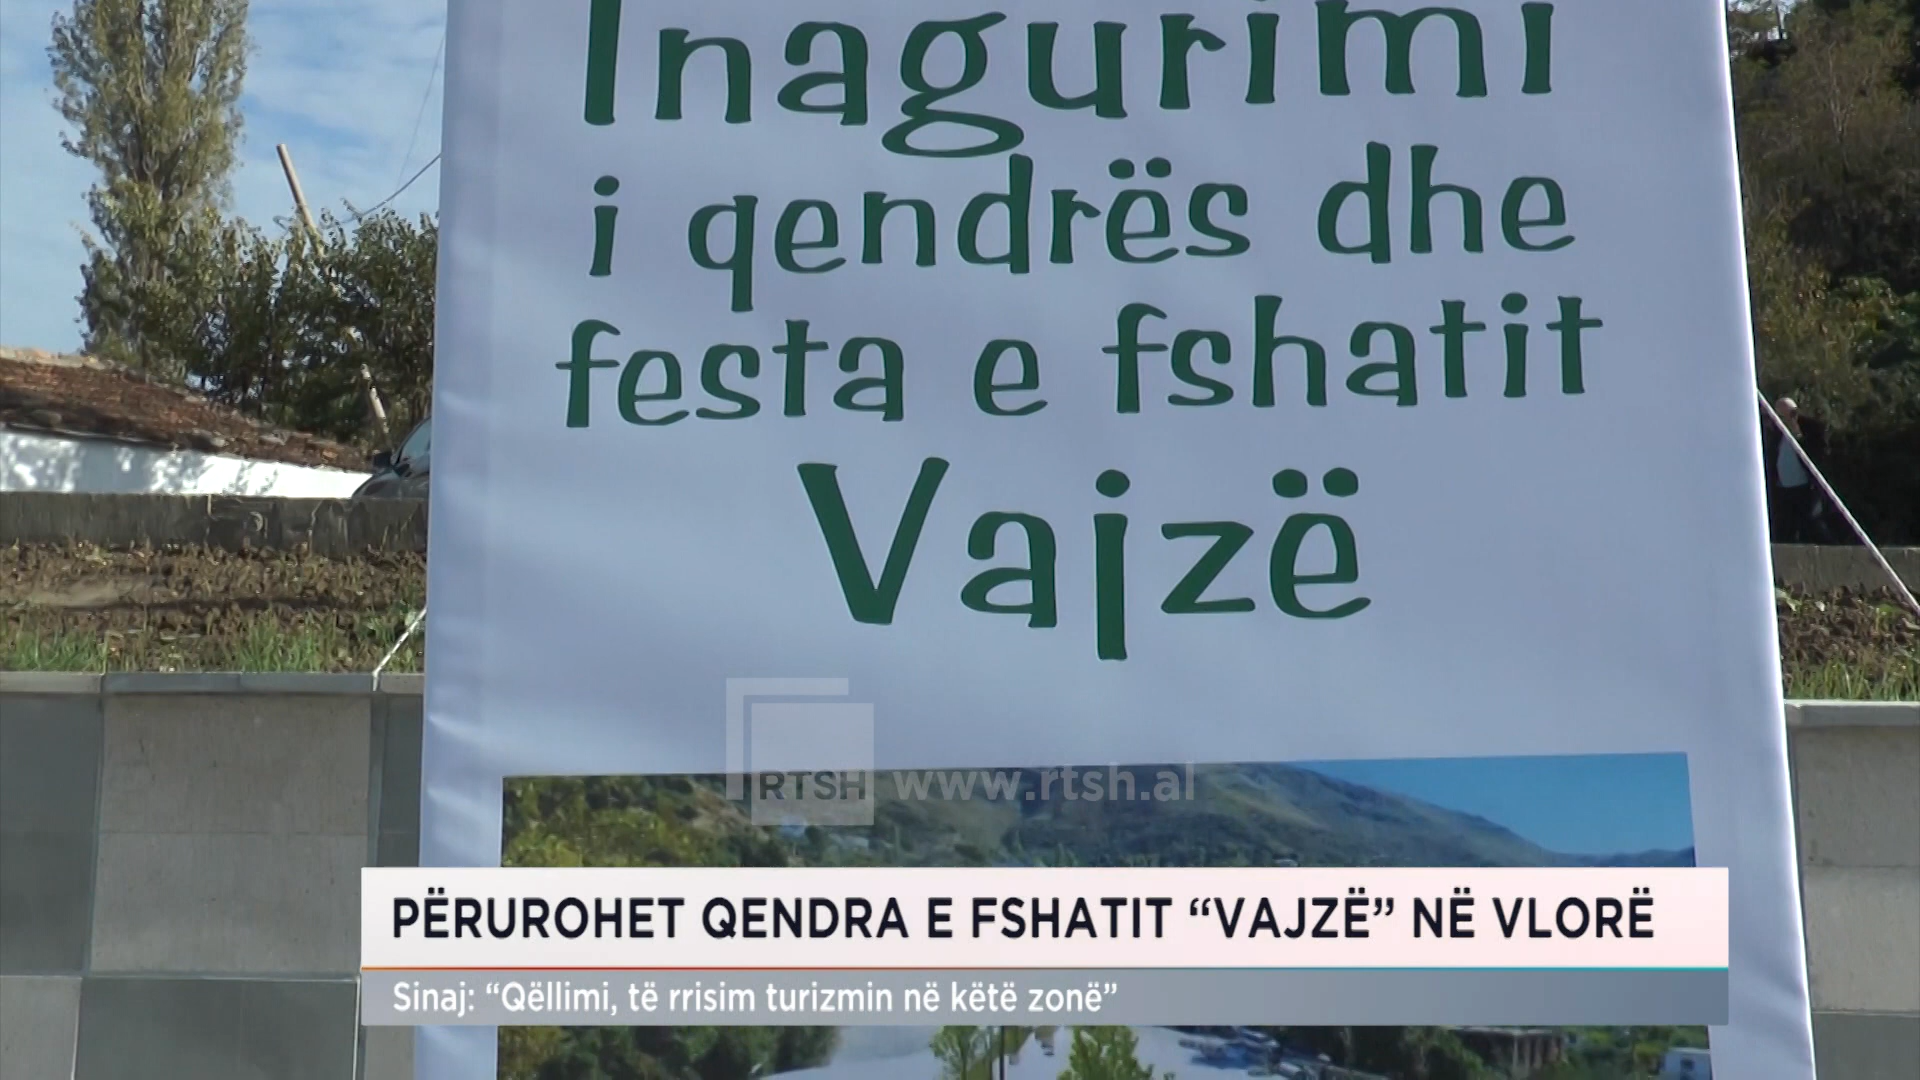 Inagurimi
i qendrës dhe
festa e fshatit
Vajzë
RTSH www.rtsh.al
PËRUROHET QENDRA E FSHATIT “VAJZË” NË VLORË
Sinaj: “Qëllimi, të rrisim turizmin në këtë zonë”